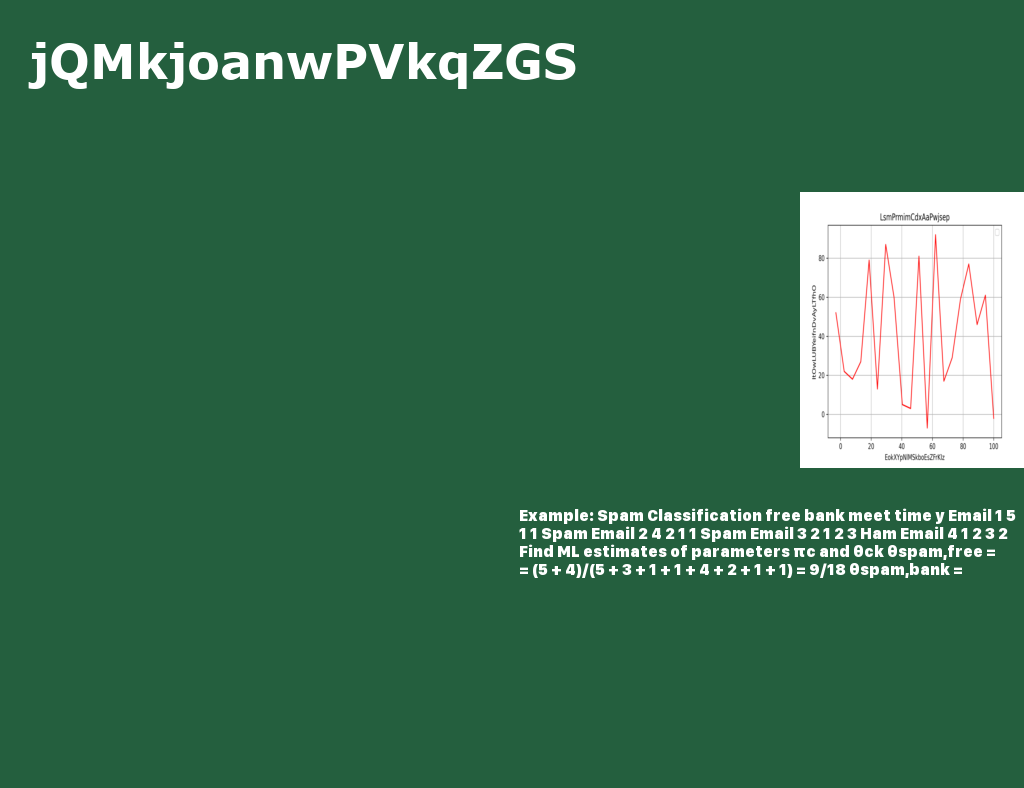 jQMkjoanwPVkqZGS
LsmPrmimCdxAaPwjsep
80
60
40
20
0
0 20 40 60 80 100
Example: Spam Classification free bank meet time y Email 1 5
1 1 Spam Email 2 4 2 1 1 Spam Email 3 2 1 2 3 Ham Email 4 1 2 3 2
Find ML estimates of parameters πc and θck θspam,free =
= (5 + 4)/(5 + 3 + 1 + 1 + 4 + 2 + 1 + 1) = 9/18 θspam,bank =